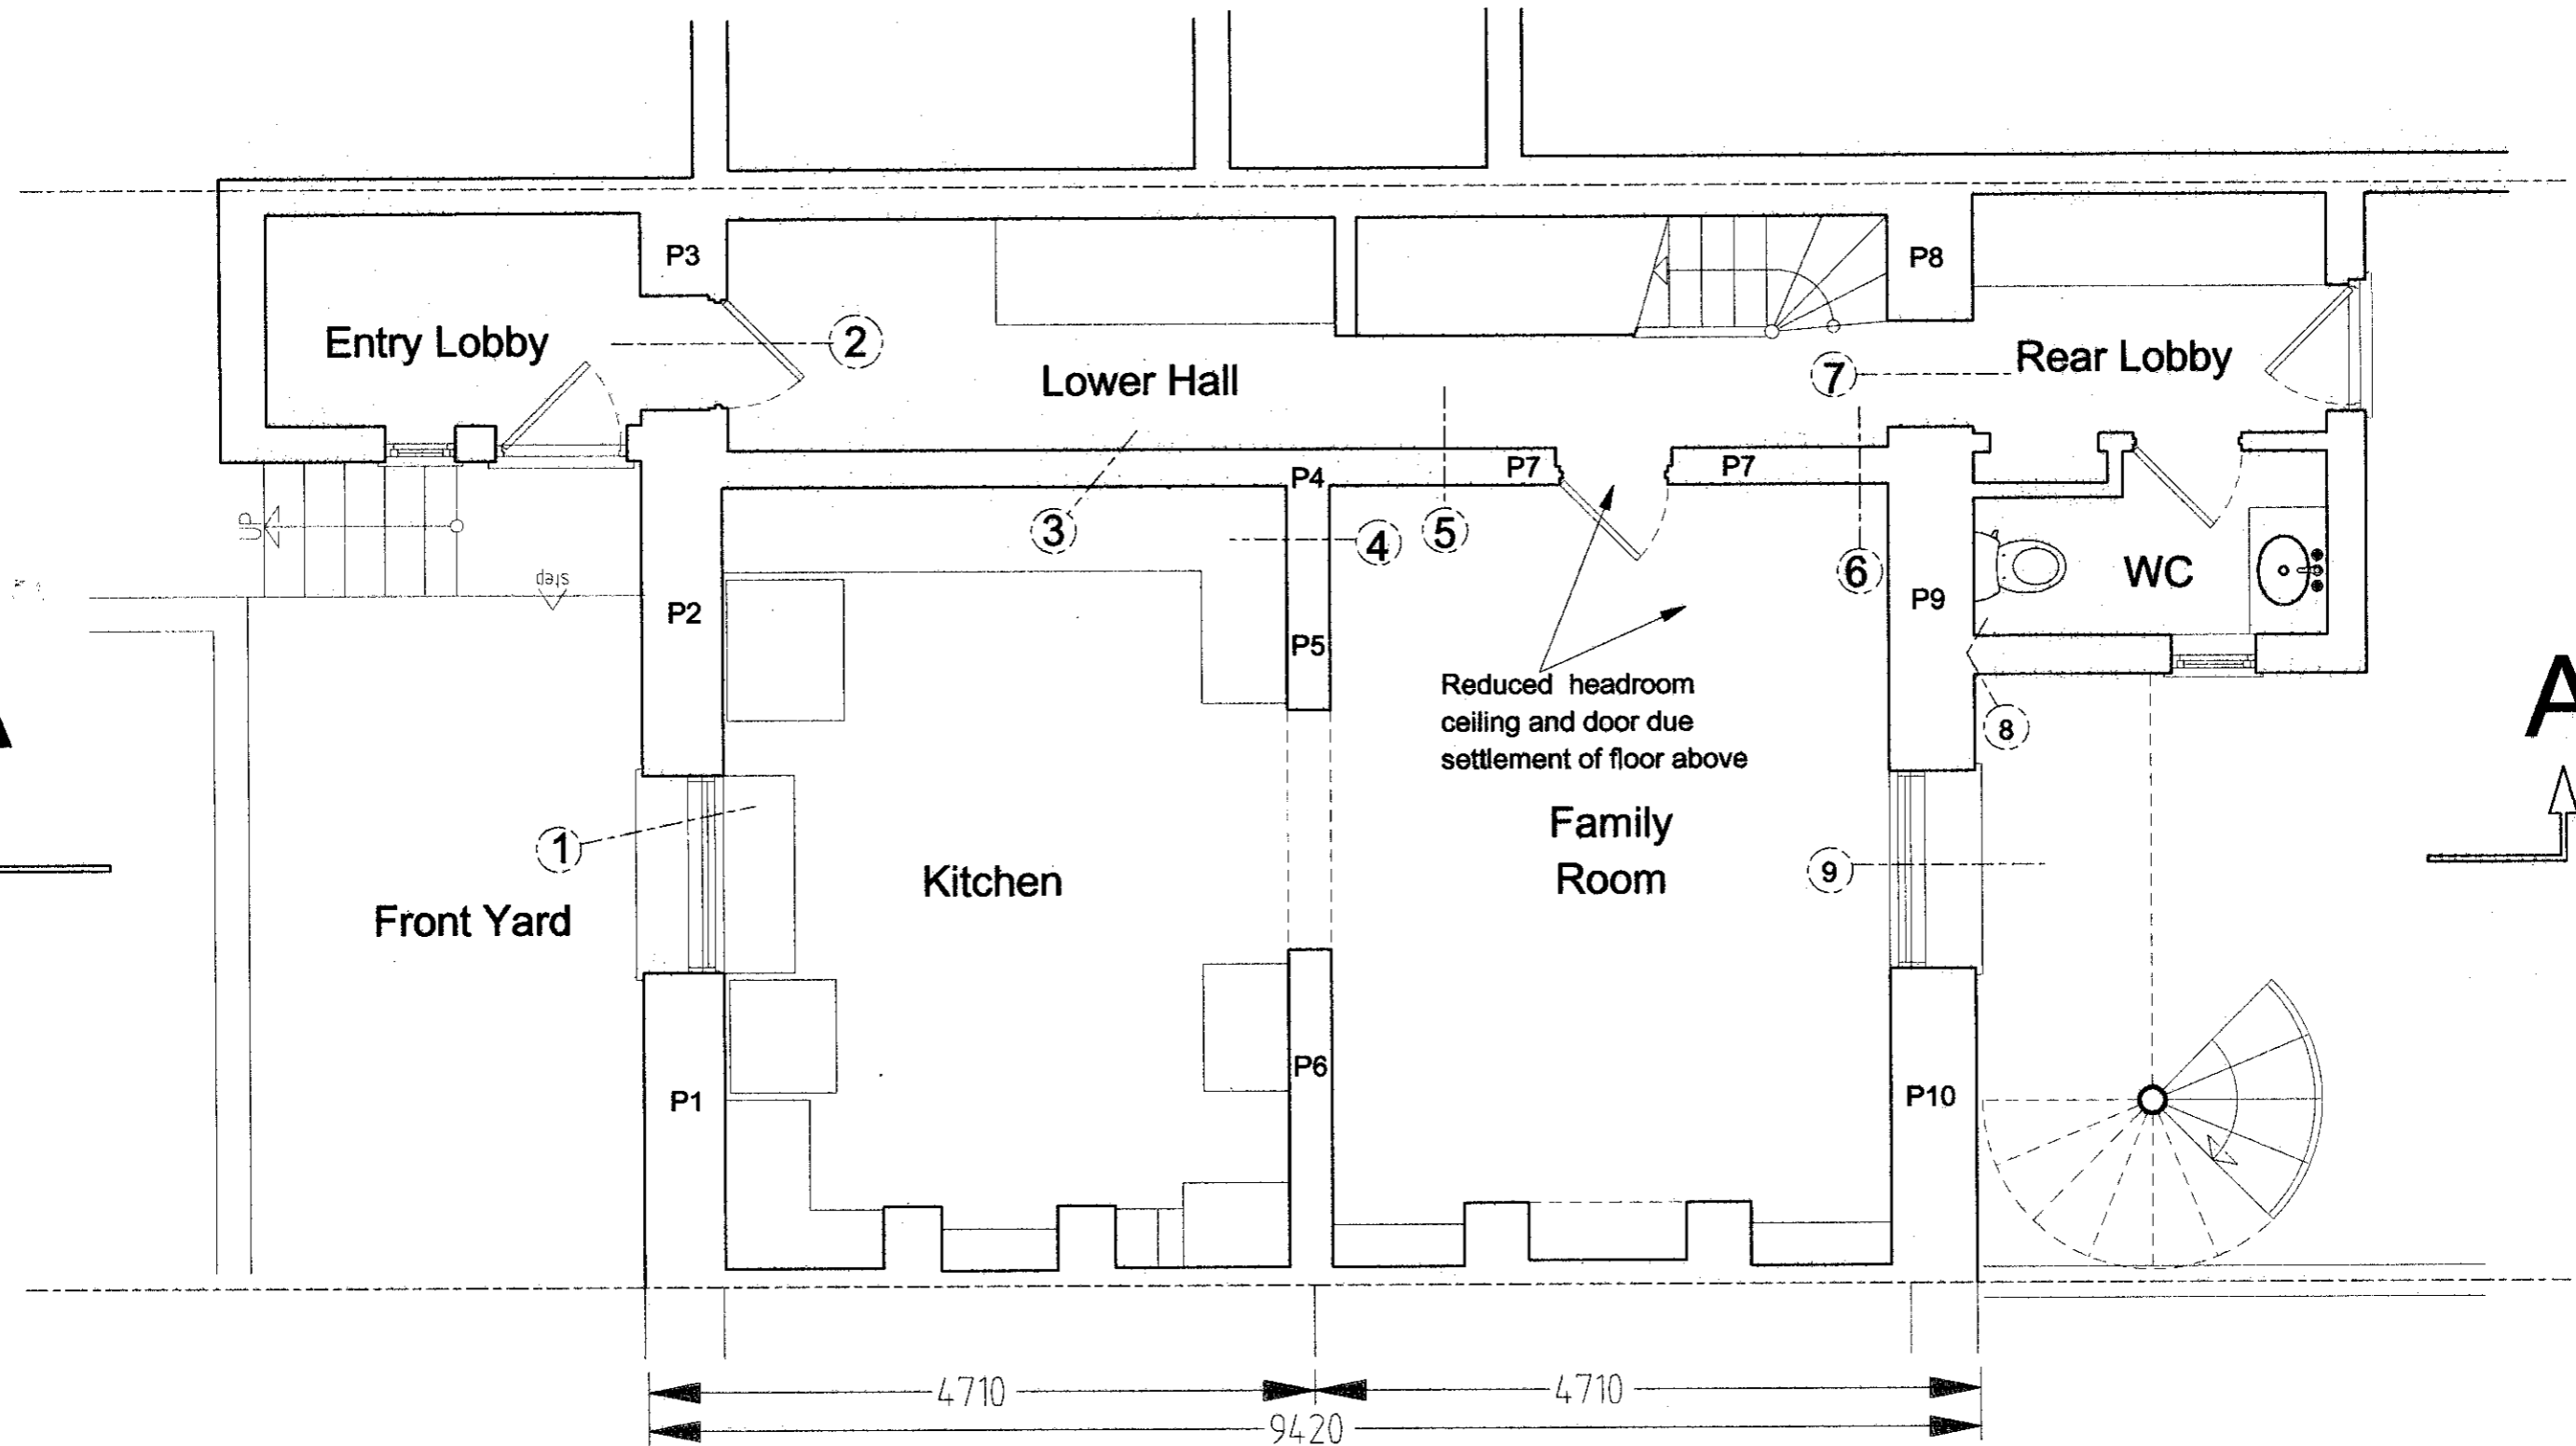 P3
P8
Entry Lobby
2
Lower Hall
7
Rear Lobby
P4
P7
P7
UP
step
3
4
5
6
WC
P2
P5
P9
Reduced headroom
ceiling and door due
settlement of floor above
8
A
A
1
Kitchen
Family
Room
9
Front Yard
P1
P6
P10
4710
4710
9420